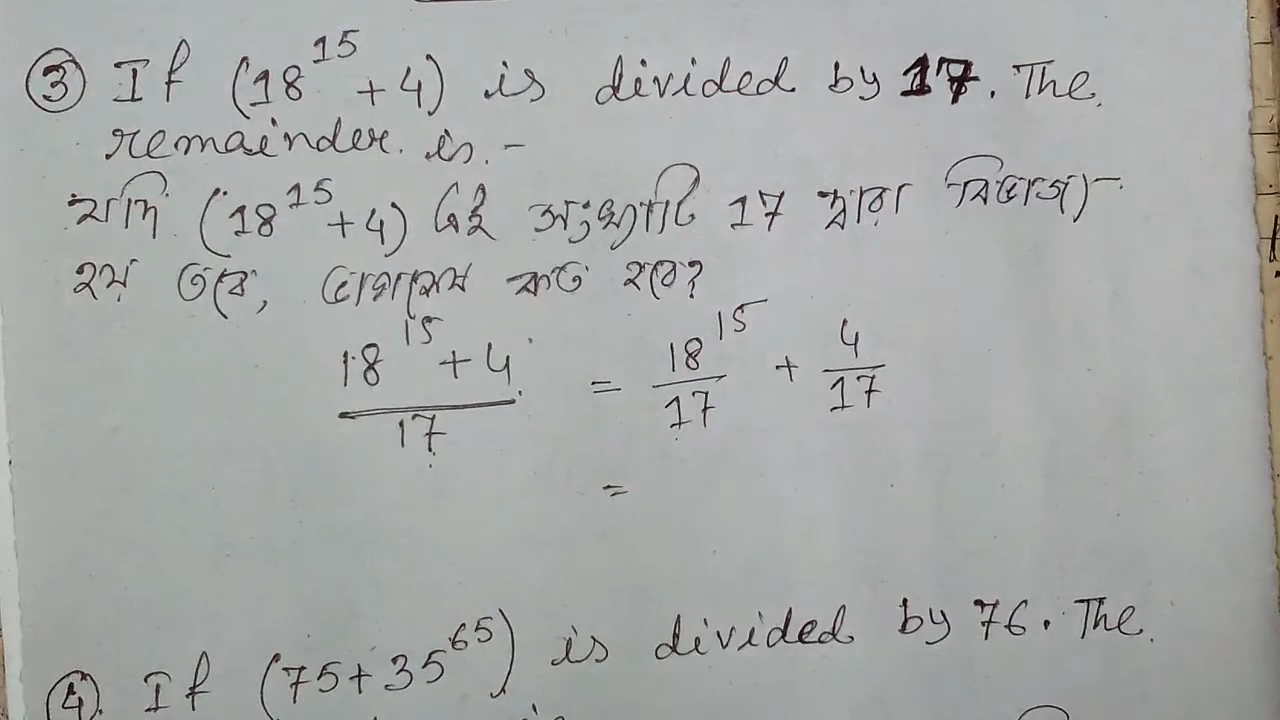 ③ If (18^15 + 4) is divided by 17. The
remainder is. -
যদি (18^15 + 4) এই সংখ্যাটি 17 দ্বারা বিভাজ্য
হয় তবে, ভাগশেষ কত হবে?
(18^15 + 4)/17 = 18^15/17 + 4/17
=
④ If (75 + 35^65) is divided by 76. The